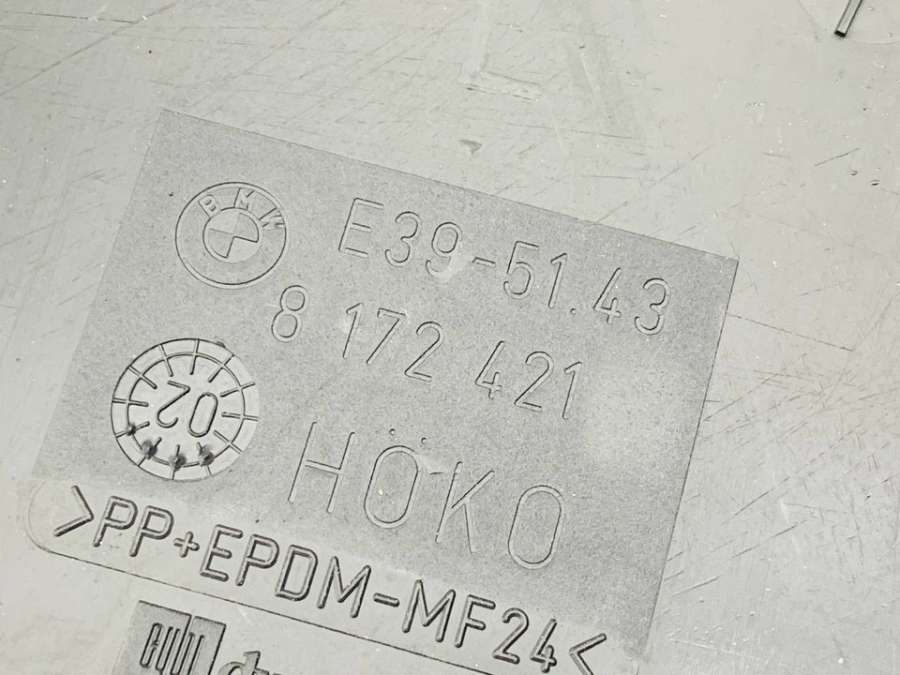 BMW
E39-51.43
8 172 421
02
HÖKO
>PP+EPDM-MF24<